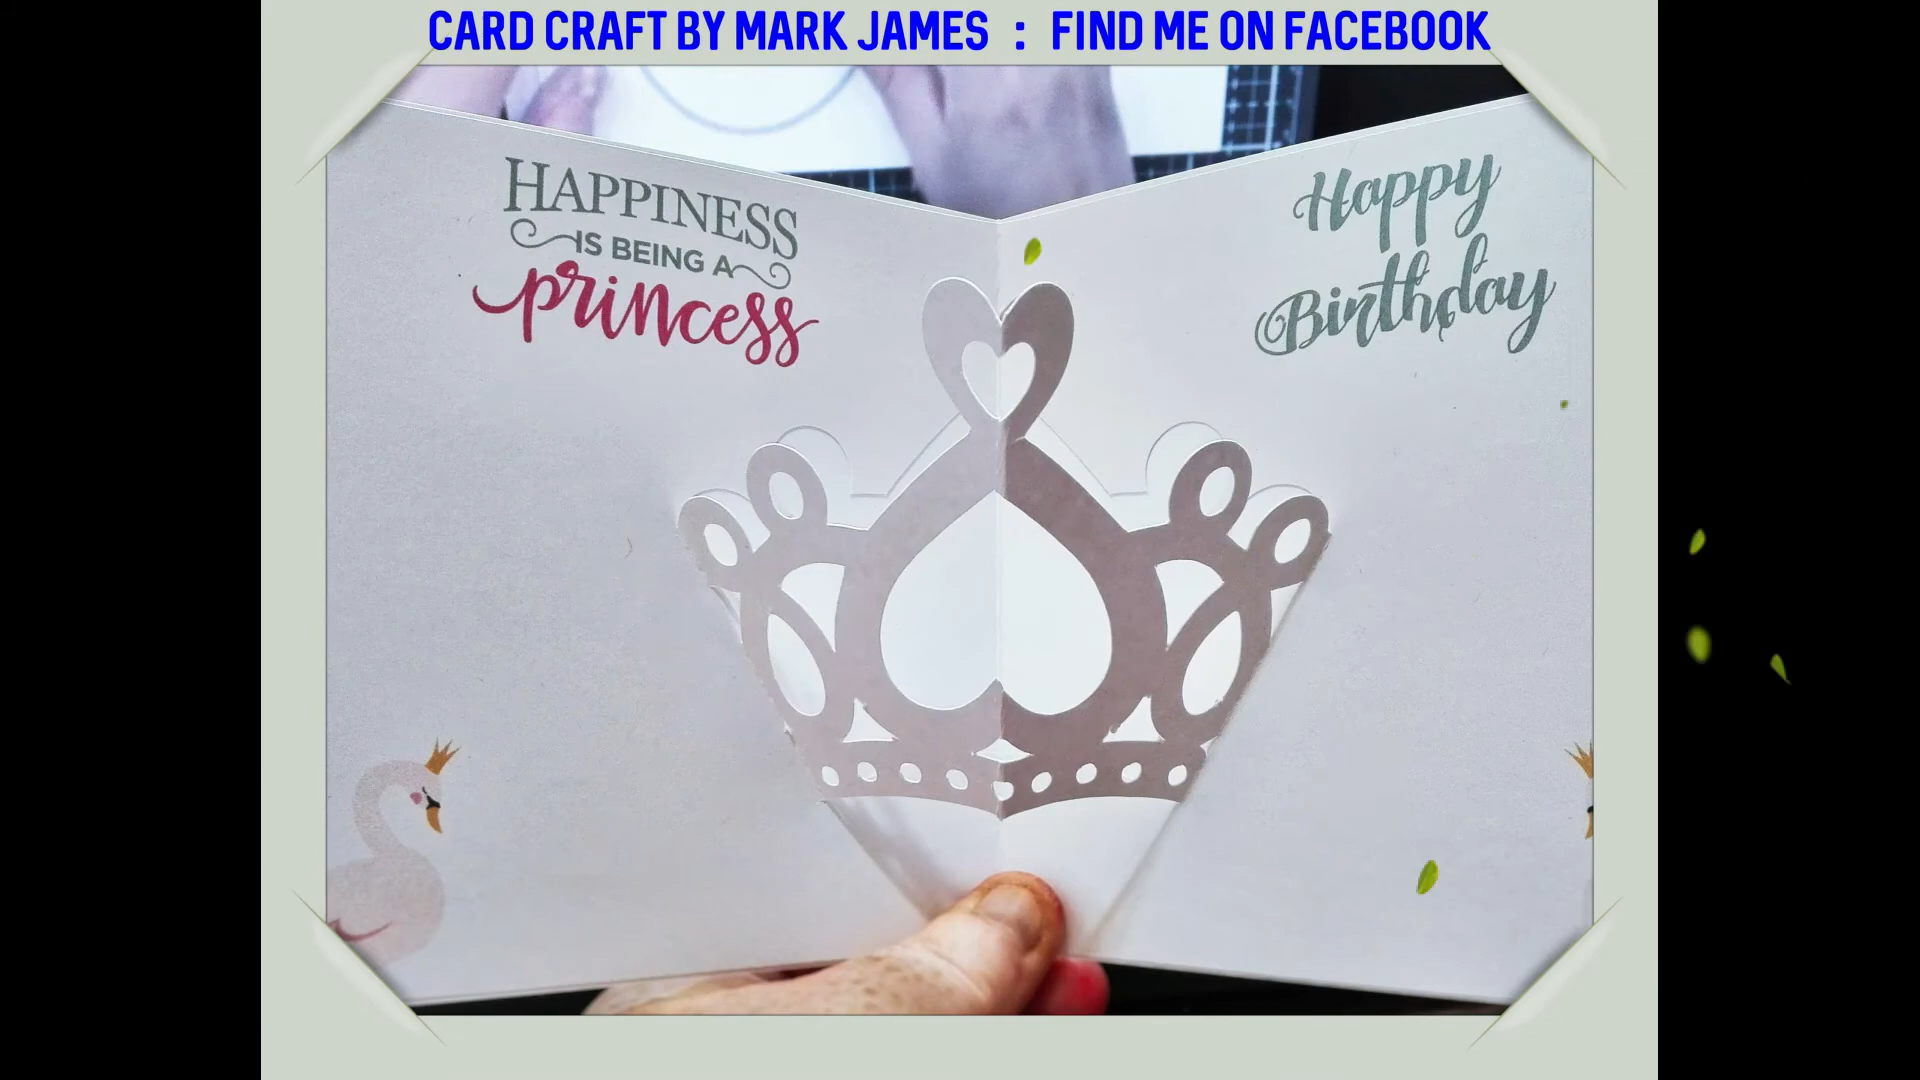 CARD CRAFT BY MARK JAMES : FIND ME ON FACEBOOK
HAPPINESS
IS BEING A
princess
Happy
Birthday